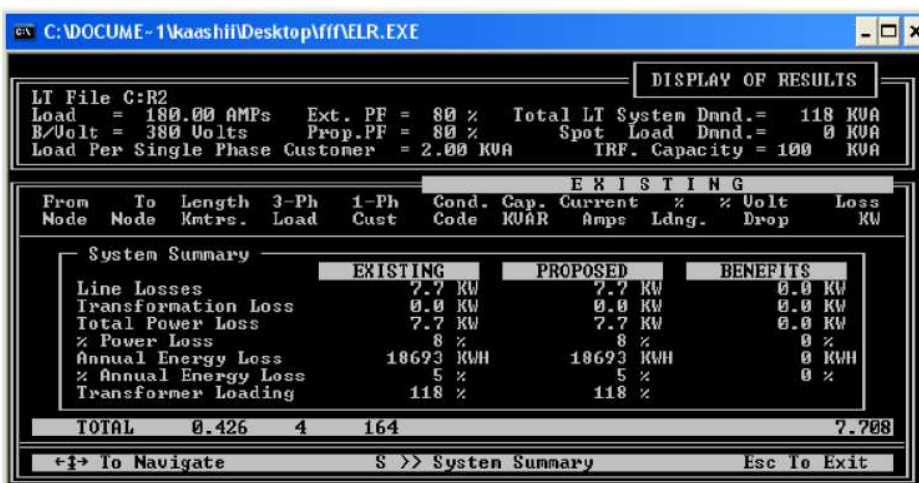 C:\DOCUME~1\kaashii\Desktop\fff\ELR.EXE
DISPLAY OF RESULTS
LT File C:R2
Load = 180.00 AMPs Ext. PF = 80 % Total LT System Dmnd.= 118 KVA
B/Volt = 380 Volts Prop.PF = 80 % Spot Load Dmnd.= 0 KVA
Load Per Single Phase Customer = 2.00 KVA TRF. Capacity = 100 KVA
E X I S T I N G
From To Length 3-Ph 1-Ph Cond. Cap. Current % % Volt Loss
Node Node Kmtrs. Load Cust Code KVAR Amps Ldng. Drop KW
System Summary
EXISTING PROPOSED BENEFITS
Line Losses 7.7 KW 7.7 KW 0.0 KW
Transformation Loss 0.0 KW 0.0 KW 0.0 KW
Total Power Loss 7.7 KW 7.7 KW 0.0 KW
% Power Loss 8 % 8 % 0 %
Annual Energy Loss 18693 KWH 18693 KWH 0 KWH
% Annual Energy Loss 5 % 5 % 0 %
Transformer Loading 118 % 118 %
TOTAL 0.426 4 164 7.708
←↕→ To Navigate S >> System Summary Esc To Exit